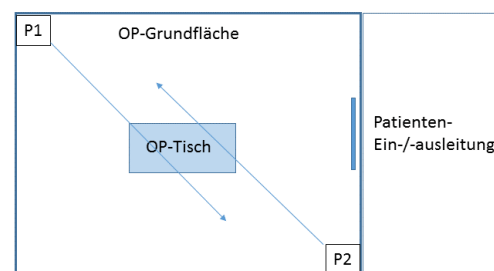 P1
OP-Grundfläche
OP-Tisch
Patienten-
Ein-/-ausleitung
P2